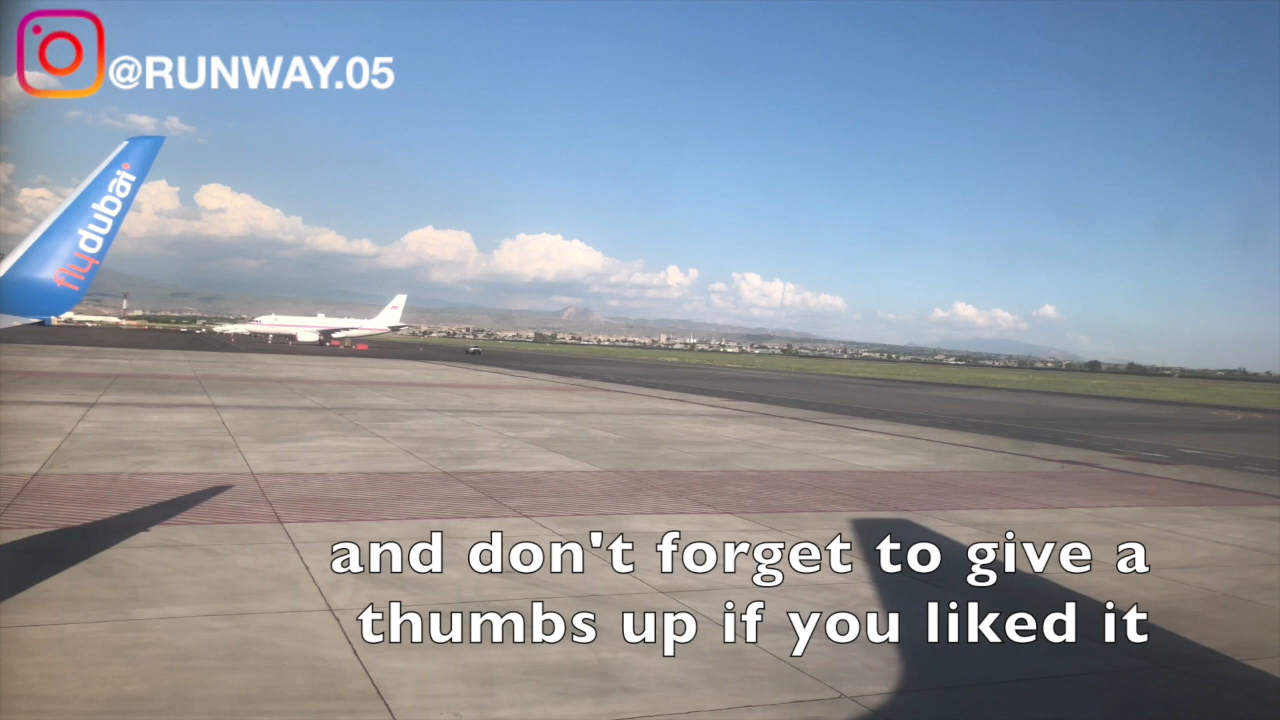 @RUNWAY.05
flydubai
and don't forget to give a
thumbs up if you liked it